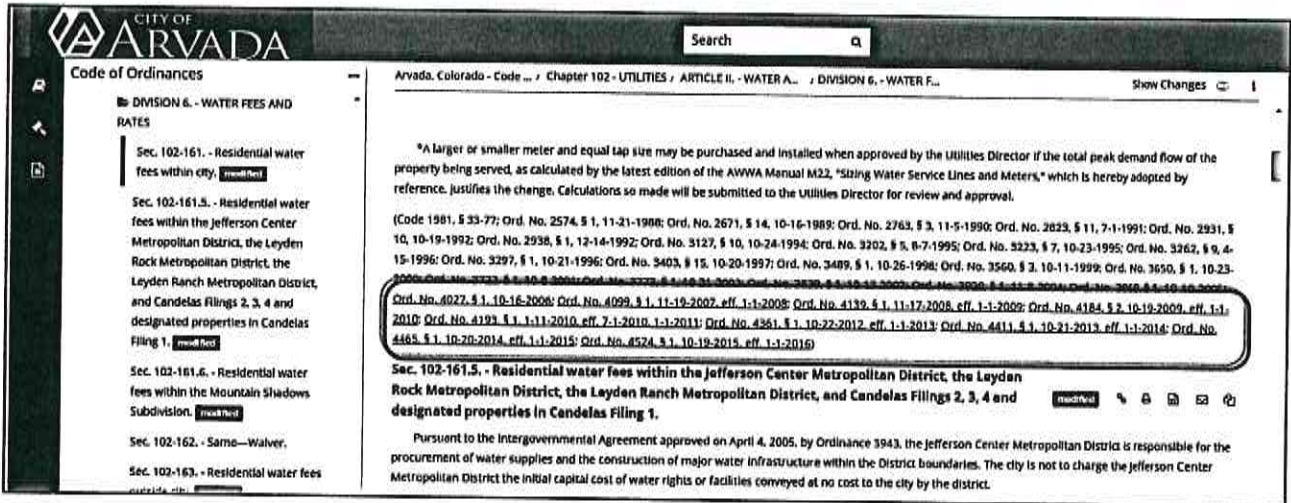 CITY OF
ARVADA
Search
Code of Ordinances
DIVISION 6. - WATER FEES AND
RATES
Sec. 102-161. - Residential water
fees within city. modified
Sec. 102-161.5. - Residential water
fees within the Jefferson Center
Metropolitan District, the Leyden
Rock Metropolitan District, the
Leyden Ranch Metropolitan District,
and Candelas Filings 2, 3, 4 and
designated properties in Candelas
Filing 1. modified
Sec. 102-161.6. - Residential water
fees within the Mountain Shadows
Subdivision. modified
Sec. 102-162. - Same—Waiver.
Sec. 102-163. - Residential water fees
Arvada, Colorado - Code ... / Chapter 102 - UTILITIES / ARTICLE II. - WATER A... / DIVISION 6. - WATER F...
Show Changes
*A larger or smaller meter and equal tap size may be purchased and installed when approved by the Utilities Director if the total peak demand flow of the
property being served, as calculated by the latest edition of the AWWA Manual M22, "Sizing Water Service Lines and Meters," which is hereby adopted by
reference, justifies the change. Calculations so made will be submitted to the Utilities Director for review and approval.
(Code 1981, § 33-77; Ord. No. 2574, § 1, 11-21-1988; Ord. No. 2671, § 14, 10-16-1989; Ord. No. 2763, § 3, 11-5-1990; Ord. No. 2823, § 11, 7-1-1991; Ord. No. 2931, §
10, 10-19-1992; Ord. No. 2938, § 1, 12-14-1992; Ord. No. 3127, § 10, 10-24-1994; Ord. No. 3202, § 5, 8-7-1995; Ord. No. 3223, § 7, 10-23-1995; Ord. No. 3262, § 9, 4-
15-1996; Ord. No. 3297, § 1, 10-21-1996; Ord. No. 3403, § 15, 10-20-1997; Ord. No. 3489, § 1, 10-26-1998; Ord. No. 3560, § 3, 10-11-1999; Ord. No. 3650, § 1, 10-23-
Ord. No. 4027, § 1, 10-16-2006; Ord. No. 4099, § 1, 11-19-2007, eff. 1-1-2008; Ord. No. 4139, § 1, 11-17-2008, eff. 1-1-2009; Ord. No. 4184, § 2, 10-19-2009, eff. 1-1-
2010; Ord. No. 4193, § 1, 1-11-2010, eff. 7-1-2010, 1-1-2011; Ord. No. 4361, § 1, 10-22-2012, eff. 1-1-2013; Ord. No. 4411, § 1, 10-21-2013, eff. 1-1-2014; Ord. No.
4465, § 1, 10-20-2014, eff. 1-1-2015; Ord. No. 4524, § 1, 10-19-2015, eff. 1-1-2016)
Sec. 102-161.5. - Residential water fees within the Jefferson Center Metropolitan District, the Leyden
Rock Metropolitan District, the Leyden Ranch Metropolitan District, and Candelas Filings 2, 3, 4 and
designated properties in Candelas Filing 1.
modified
Pursuant to the Intergovernmental Agreement approved on April 4, 2005, by Ordinance 3943, the Jefferson Center Metropolitan District is responsible for the
procurement of water supplies and the construction of major water infrastructure within the District boundaries. The city is not to charge the Jefferson Center
Metropolitan District the initial capital cost of water rights or facilities conveyed at no cost to the city by the district.